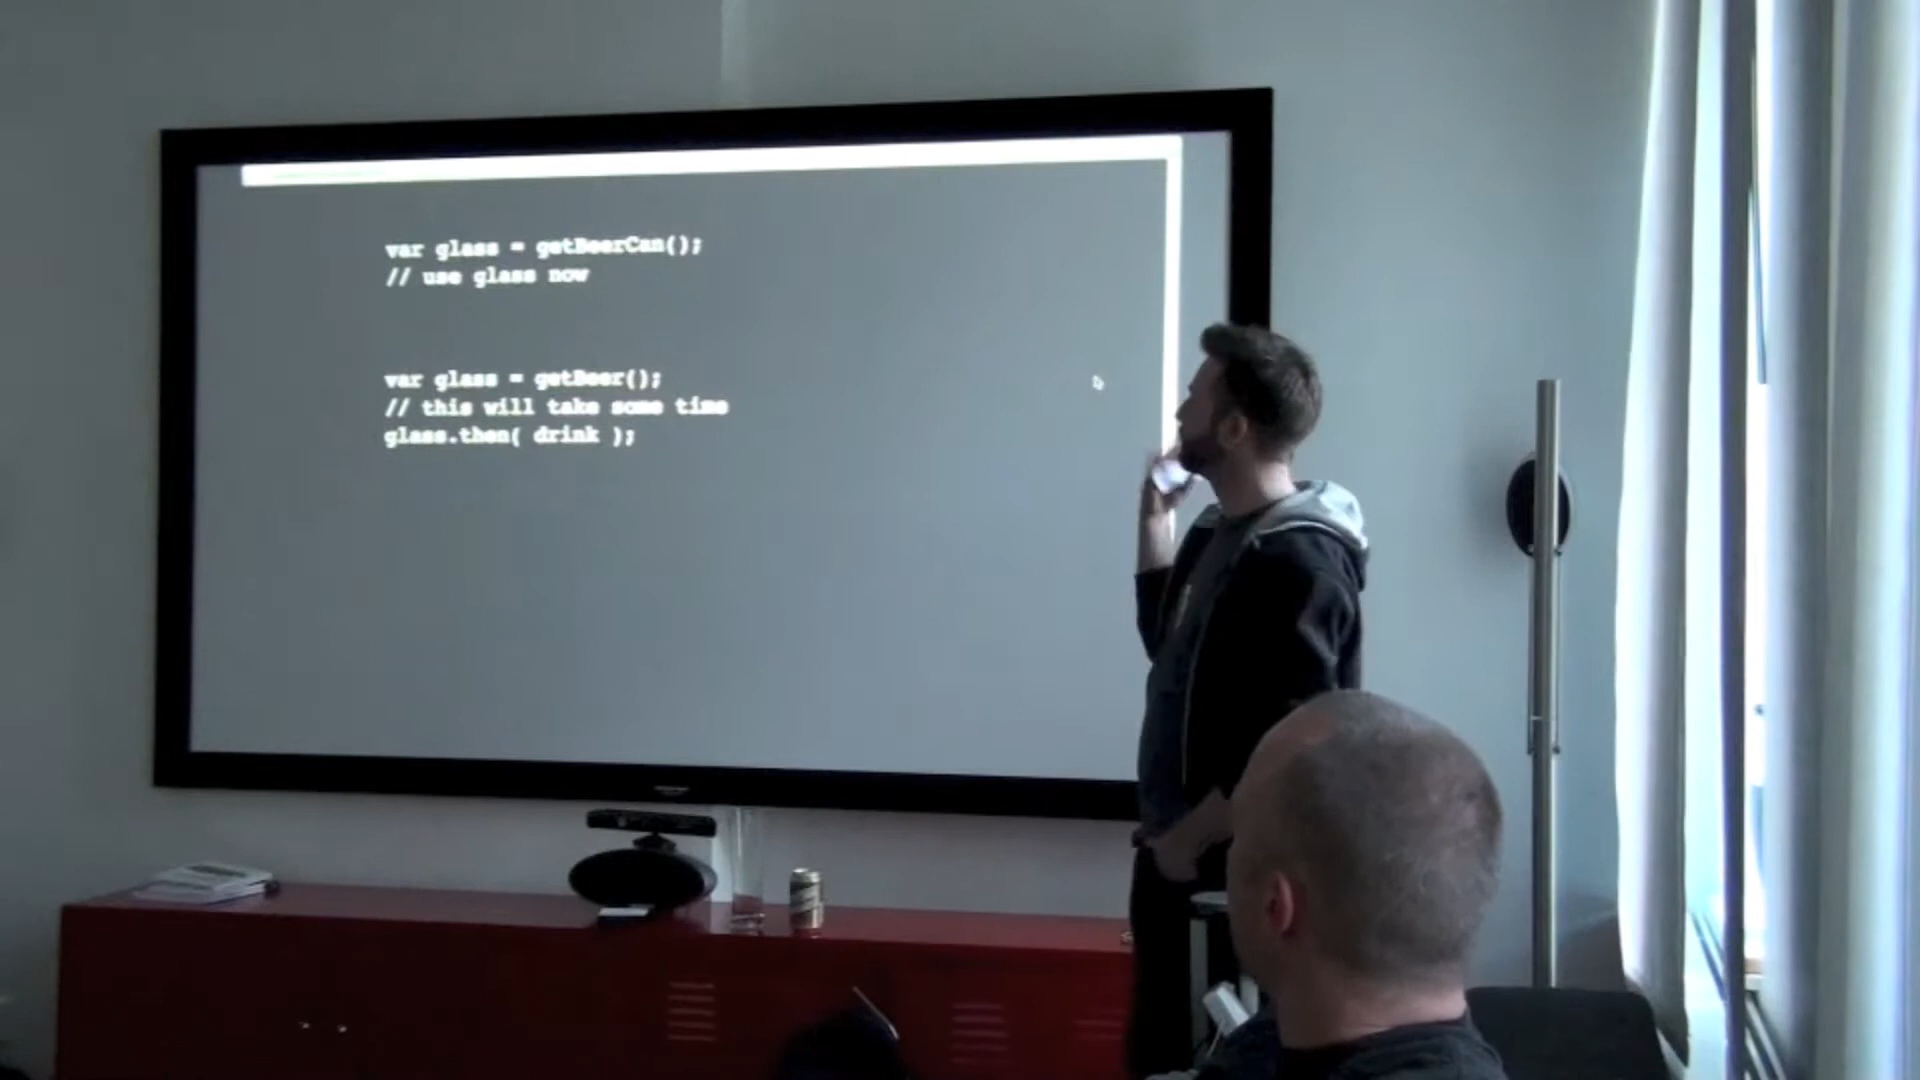 var glass = getBeerCan();
// use glass now
var glass = getBeer();
// this will take some time
glass.then( drink );